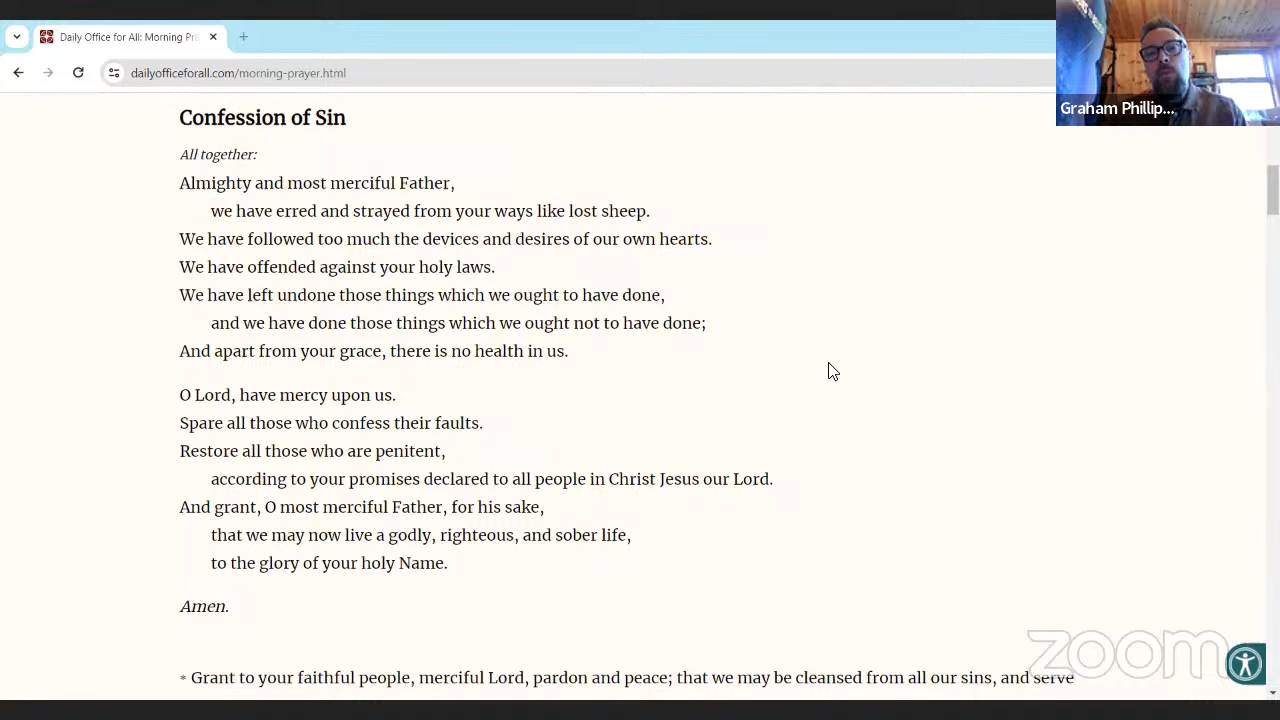 Daily Office for All: Morning Pra
dailyofficeforall.com/morning-prayer.html
Graham Phillip...
Confession of Sin
All together:
Almighty and most merciful Father,
we have erred and strayed from your ways like lost sheep.
We have followed too much the devices and desires of our own hearts.
We have offended against your holy laws.
We have left undone those things which we ought to have done,
and we have done those things which we ought not to have done;
And apart from your grace, there is no health in us.
O Lord, have mercy upon us.
Spare all those who confess their faults.
Restore all those who are penitent,
according to your promises declared to all people in Christ Jesus our Lord.
And grant, O most merciful Father, for his sake,
that we may now live a godly, righteous, and sober life,
to the glory of your holy Name.
Amen.
* Grant to your faithful people, merciful Lord, pardon and peace; that we may be cleansed from all our sins, and serve
zoom